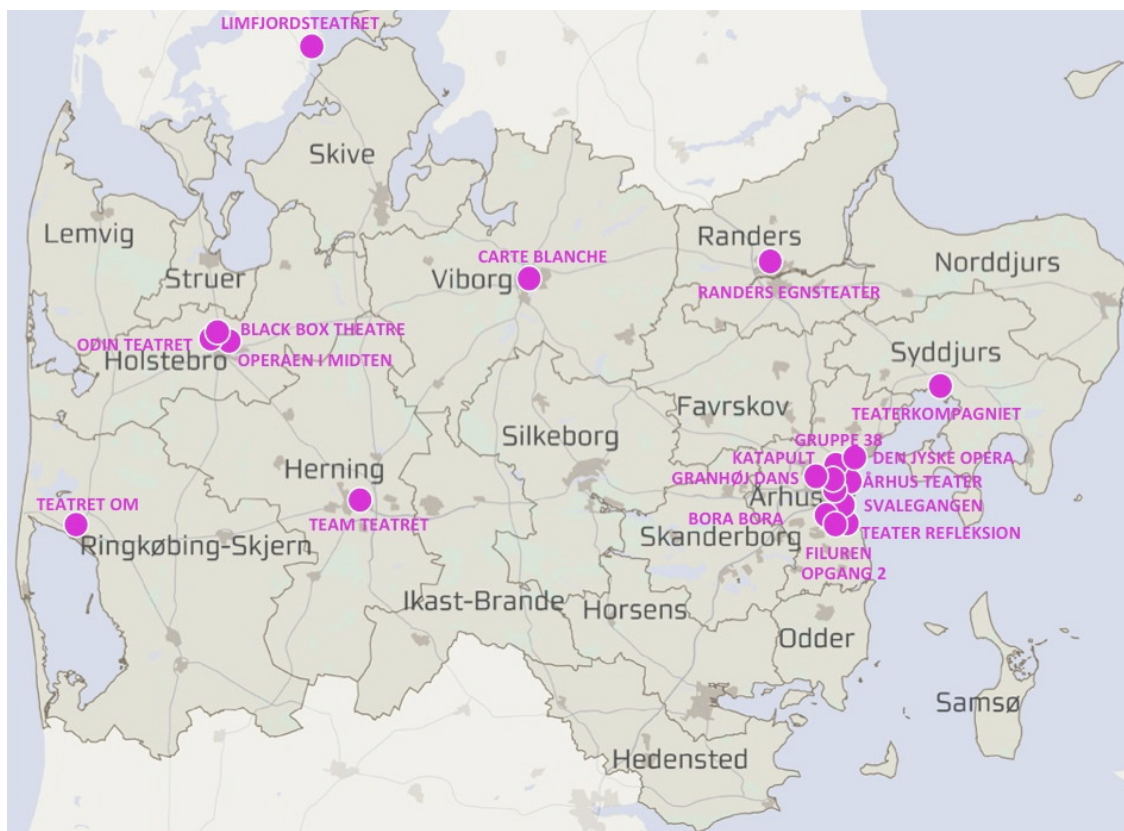 LIMFJORDSTEATRET
Skive
Lemvig
Struer
CARTE BLANCHE
Viborg
Randers
RANDERS EGNSTEATER
Norddjurs
BLACK BOX THEATRE
ODIN TEATRET
Holstebro
OPERAEN I MIDTEN
Syddjurs
TEATERKOMPAGNIET
Favrskov
Silkeborg
GRUPPE 38
KATAPULT
DEN JYSKE OPERA
Herning
GRANHØJ DANS
ÅRHUS TEATER
Århus
TEATRET OM
TEAM TEATRET
SVALEGANGEN
BORA BORA
Ringkøbing-Skjern
Skanderborg
TEATER REFLEKSION
FILUREN
OPGANG 2
Ikast-Brande
Horsens
Odder
Samsø
Hedensted